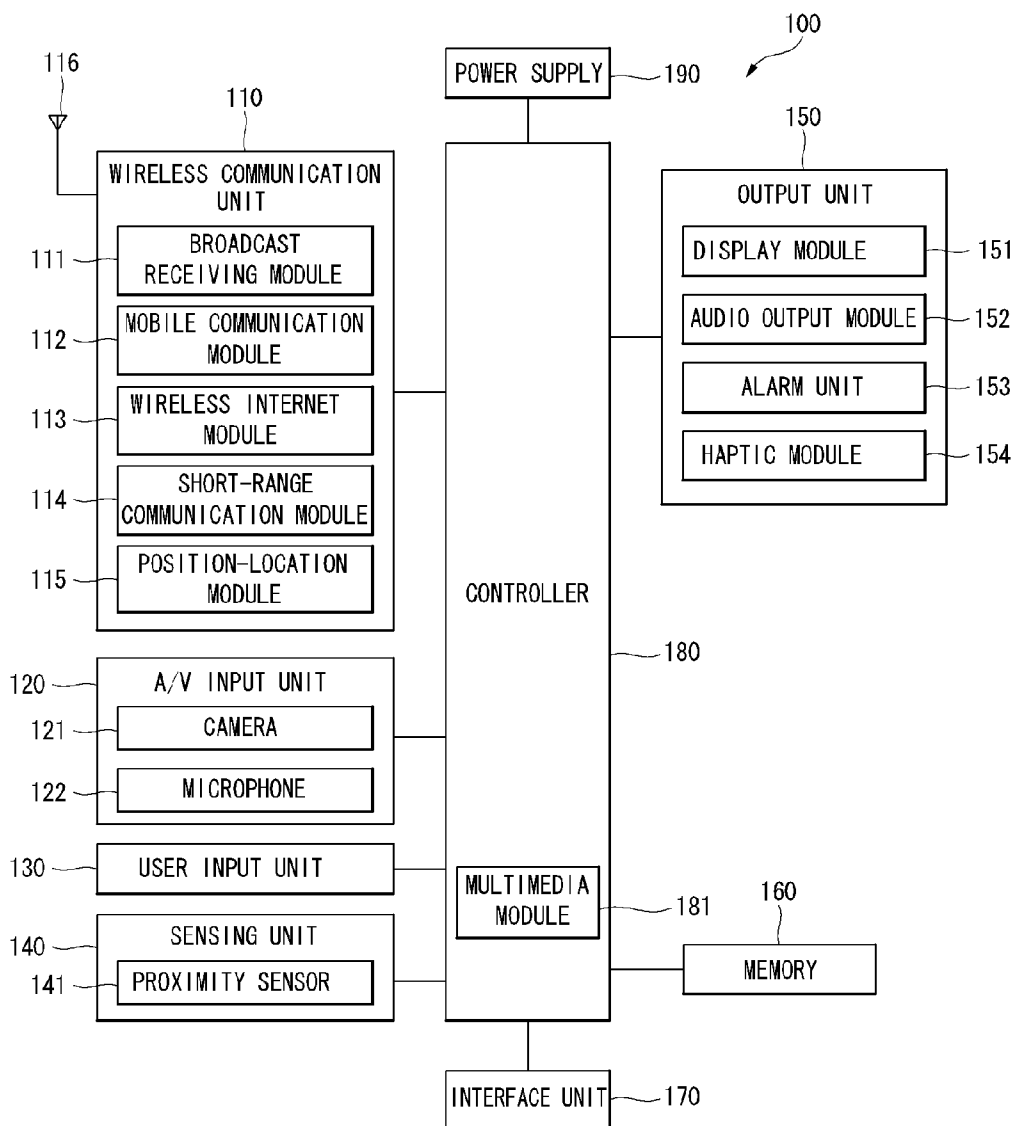 100
116
POWER SUPPLY
190
110
150
WIRELESS COMMUNICATION
UNIT
111
BROADCAST
RECEIVING MODULE
112
MOBILE COMMUNICATION
MODULE
113
WIRELESS INTERNET
MODULE
114
SHORT-RANGE
COMMUNICATION MODULE
115
POSITION-LOCATION
MODULE
OUTPUT UNIT
DISPLAY MODULE
151
AUDIO OUTPUT MODULE
152
ALARM UNIT
153
HAPTIC MODULE
154
CONTROLLER
180
120
A/V INPUT UNIT
121
CAMERA
122
MICROPHONE
130
USER INPUT UNIT
MULTIMEDIA
MODULE
181
140
SENSING UNIT
141
PROXIMITY SENSOR
160
MEMORY
INTERFACE UNIT
170